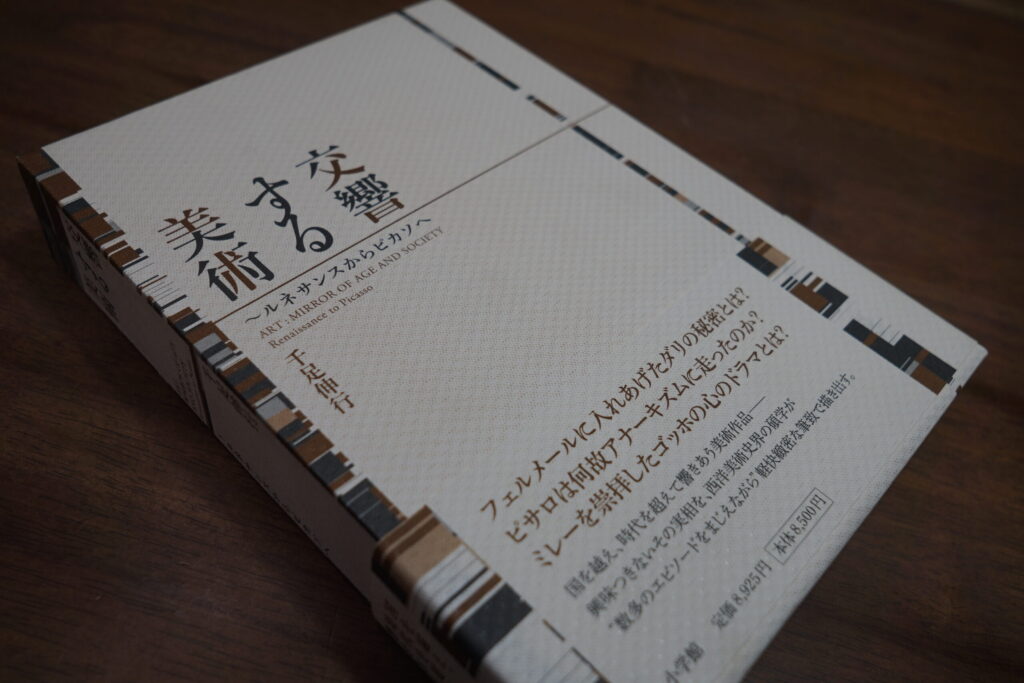 交響
する
美術
〜ルネサンスからピカソへ
ART : MIRROR OF AGE AND SOCIETY
Renaissance to Picasso
千足伸行
フェルメールに入れあげたダリの秘密とは?
ピサロは何故アナーキズムに走ったのか?
ミレーを崇拝したゴッホの心のドラマとは?
国を越え、時代を超えて響きあう美術作品──
興味つきないその実相を、西洋美術史界の碩学が
“数多のエピソードをまじえながら”軽快緻密な筆致で描き出す。
定価8,925円 本体8,500円
小学館